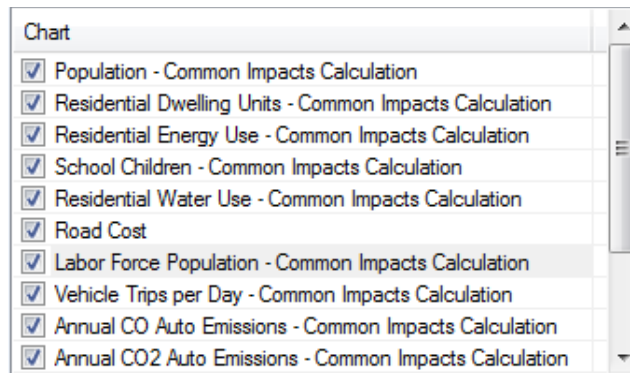 Chart
Population - Common Impacts Calculation
Residential Dwelling Units - Common Impacts Calculation
Residential Energy Use - Common Impacts Calculation
School Children - Common Impacts Calculation
Residential Water Use - Common Impacts Calculation
Road Cost
Labor Force Population - Common Impacts Calculation
Vehicle Trips per Day - Common Impacts Calculation
Annual CO Auto Emissions - Common Impacts Calculation
Annual CO2 Auto Emissions - Common Impacts Calculation